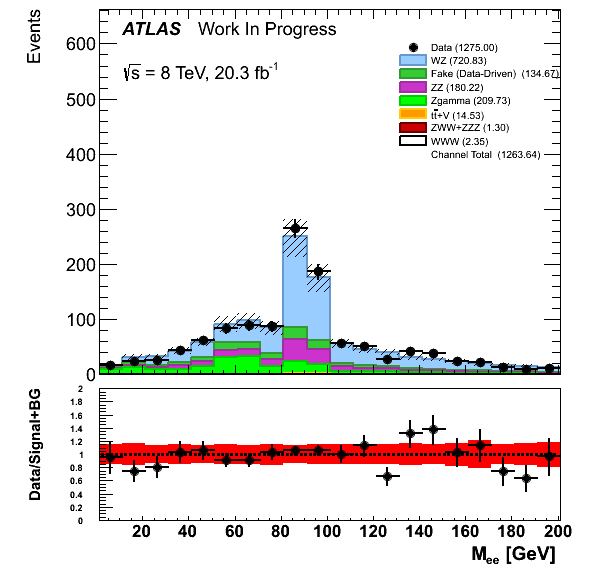 ATLAS Work In Progress
√s = 8 TeV, 20.3 fb⁻¹
Data (1275.00)
WZ (720.83)
Fake (Data-Driven) (134.67)
ZZ (180.22)
Zgamma (209.73)
tt̄+V (14.53)
ZWW+ZZZ (1.30)
WWW (2.35)
Channel Total (1263.64)
Events
600
500
400
300
200
100
0
Data/Signal+BG
2
1.8
1.6
1.4
1.2
1
0.8
0.6
0.4
0.2
0
20 40 60 80 100 120 140 160 180 200
M_ee [GeV]